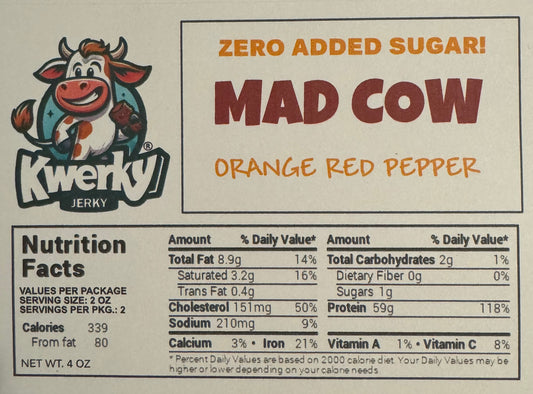 ZERO ADDED SUGAR!
MAD COW
ORANGE RED PEPPER
Kwerky®
JERKY
Nutrition
Facts
VALUES PER PACKAGE
SERVING SIZE: 2 OZ
SERVINGS PER PKG.: 2
Calories 339
From fat 80
NET WT. 4 OZ
Amount % Daily Value*
Total Fat 8.9g 14%
Saturated 3.2g 16%
Trans Fat 0.4g
Cholesterol 151mg 50%
Sodium 210mg 9%
Calcium 3% • Iron 21%
Amount % Daily Value*
Total Carbohydrates 2g 1%
Dietary Fiber 0g 0%
Sugars 1g
Protein 59g 118%
Vitamin A 1% • Vitamin C 8%
* Percent Daily Values are based on 2000 calorie diet. Your Daily Values may be
higher or lower depending on your calorie needs